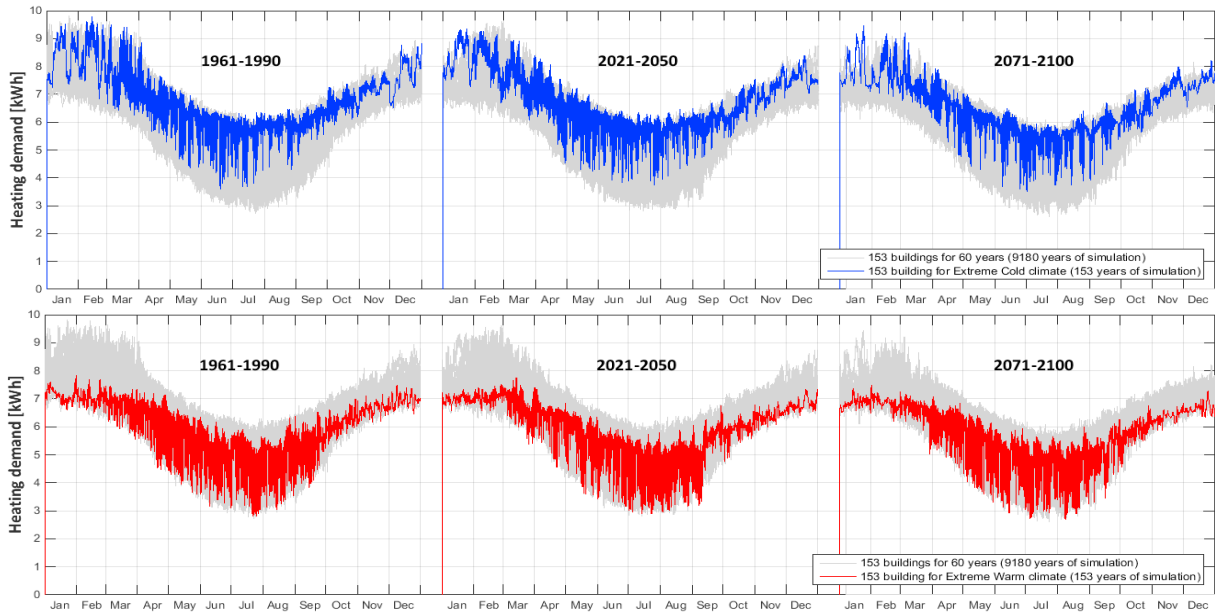 10
9
8
7
6
5
4
3
2
1
0
Heating demand [kWh]
1961-1990
2021-2050
2071-2100
153 buildings for 60 years (9180 years of simulation)
153 building for Extreme Cold climate (153 years of simulation)
Jan Feb Mar Apr May Jun Jul Aug Sep Oct Nov Dec
Jan Feb Mar Apr May Jun Jul Aug Sep Oct Nov Dec
Jan Feb Mar Apr May Jun Jul Aug Sep Oct Nov Dec
10
9
8
7
6
5
4
3
2
1
0
Heating demand [kWh]
1961-1990
2021-2050
2071-2100
153 buildings for 60 years (9180 years of simulation)
153 building for Extreme Warm climate (153 years of simulation)
Jan Feb Mar Apr May Jun Jul Aug Sep Oct Nov Dec
Jan Feb Mar Apr May Jun Jul Aug Sep Oct Nov Dec
Jan Feb Mar Apr May Jun Jul Aug Sep Oct Nov Dec